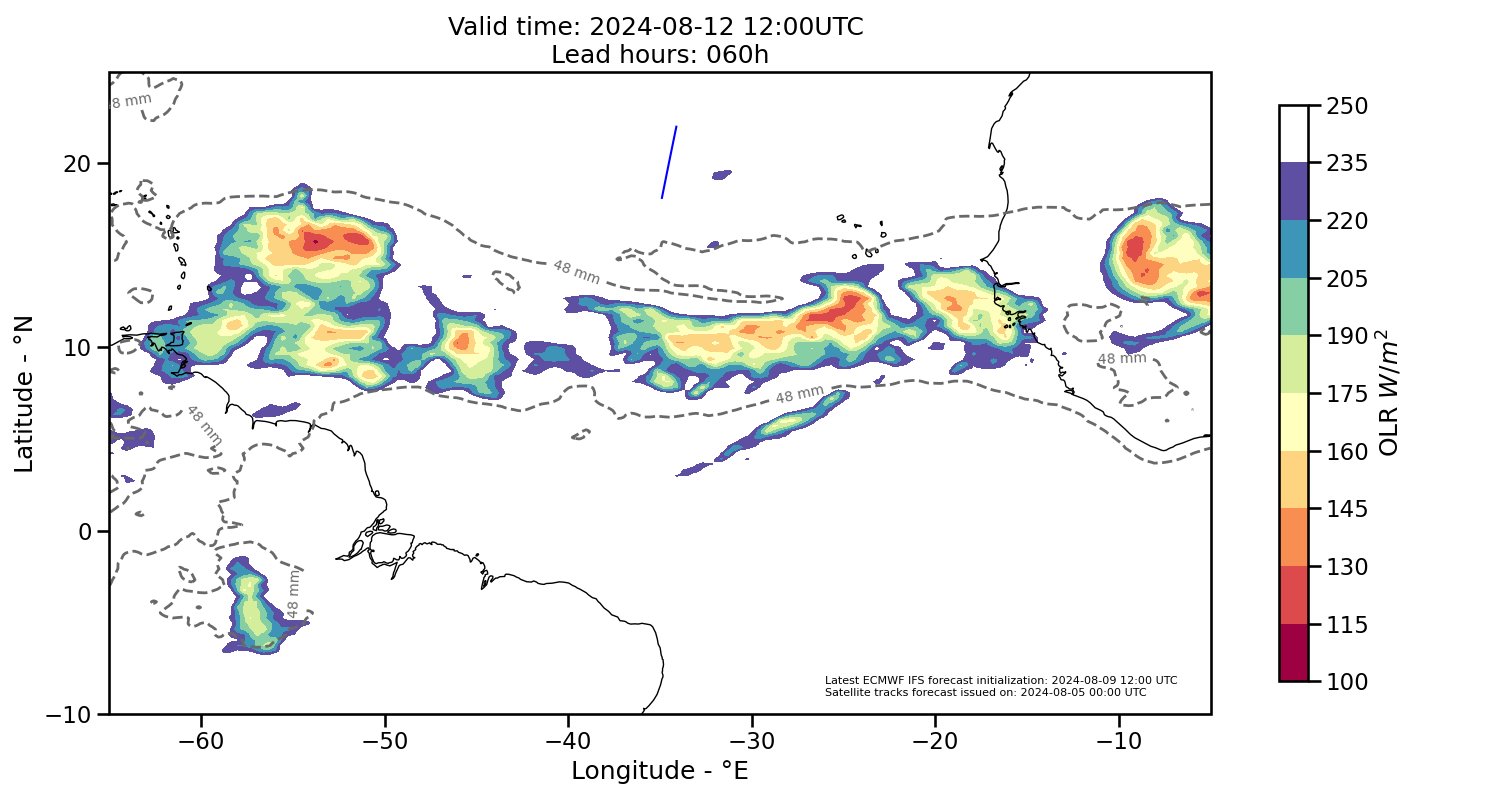 Valid time: 2024-08-12 12:00UTC
Lead hours: 060h
8 mm
48 mm
48 mm
48 mm
48 mm
48 mm
20
10
0
−10
Latitude - °N
−60
−50
−40
−30
−20
−10
Longitude - °E
250
235
220
205
190
175
160
145
130
115
100
OLR W/m²
Latest ECMWF IFS forecast initialization: 2024-08-09 12:00 UTC
Satellite tracks forecast issued on: 2024-08-05 00:00 UTC